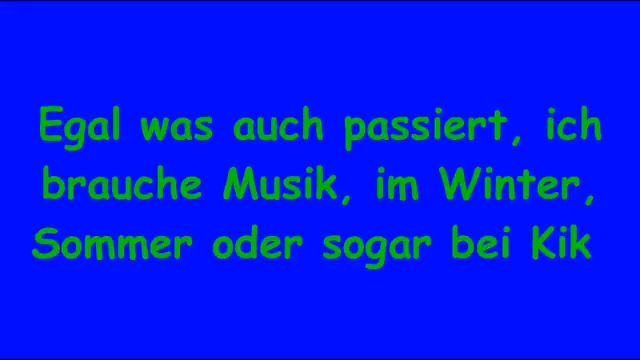 Egal was auch passiert, ich
brauche Musik, im Winter,
Sommer oder sogar bei Kik